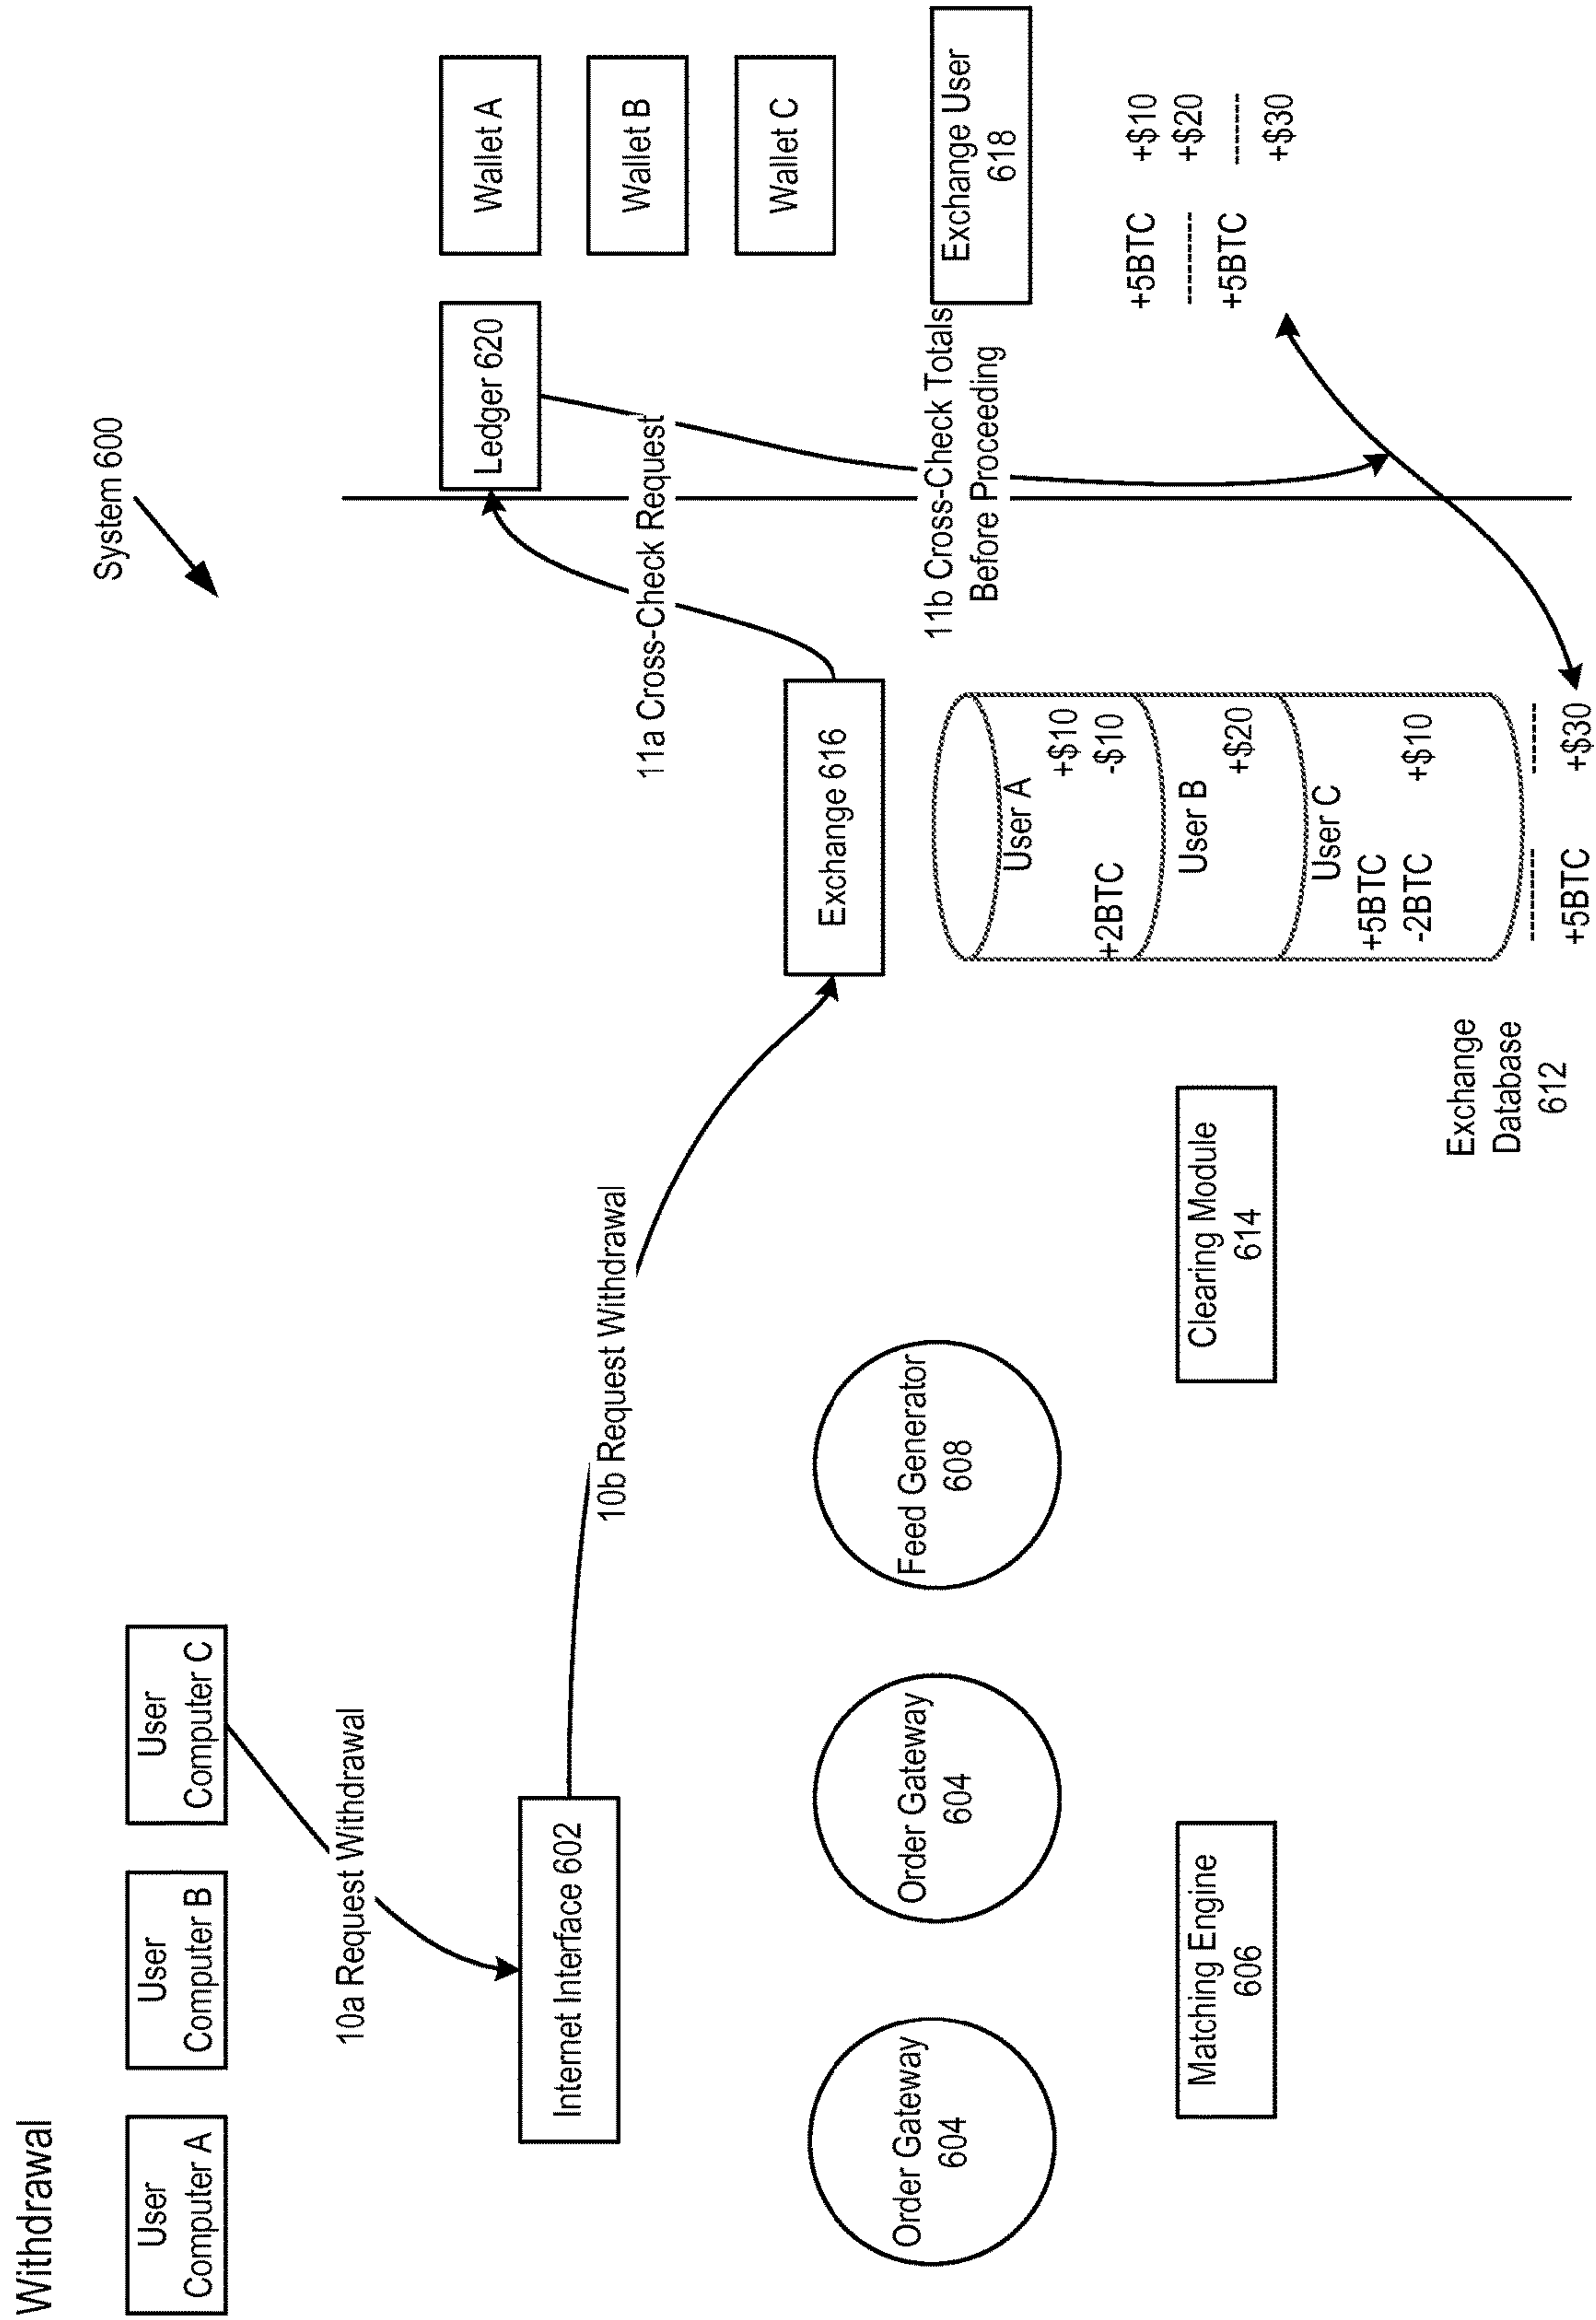 Withdrawal
System 600
User
Computer A
User
Computer B
User
Computer C
10a Request Withdrawal
Internet Interface 602
10b Request Withdrawal
11a Cross-Check Request
Ledger 620
Wallet A
Wallet B
Wallet C
Order Gateway
604
Order Gateway
604
Feed Generator
608
Exchange 616
11b Cross-Check Totals
Before Proceeding
Exchange User
618
Matching Engine
606
Clearing Module
614
User A
+$10
+2BTC -$10
User B
+$20
User C
+5BTC
-2BTC +$10
-------- --------
+5BTC +$30
Exchange
Database
612
+5BTC +$10
-------- +$20
+5BTC --------
+$30